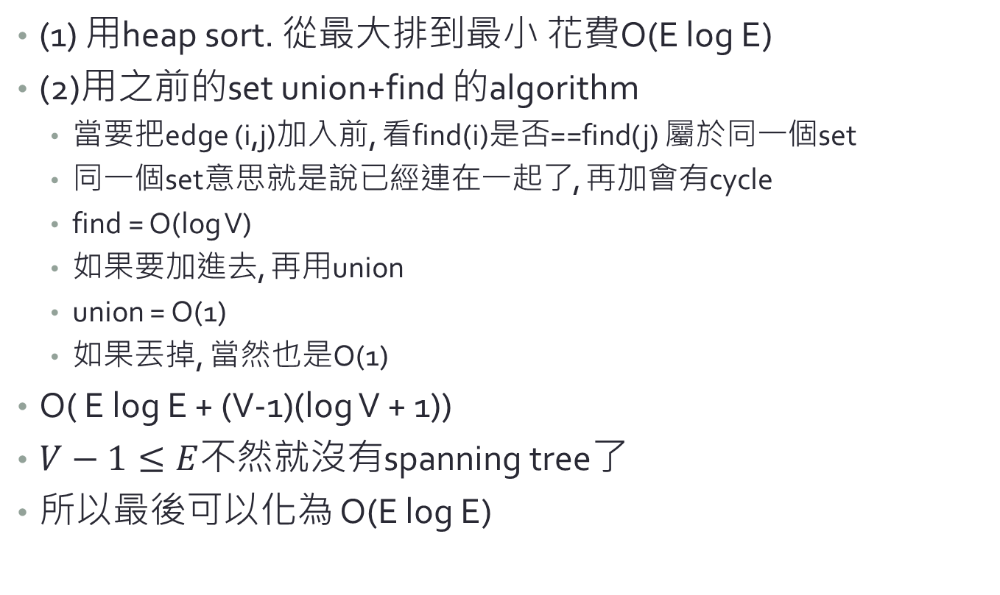 • (1) 用heap sort. 從最大排到最小 花費O(E log E)
• (2)用之前的set union+find 的algorithm
• 當要把edge (i,j)加入前, 看find(i)是否==find(j) 屬於同一個set
• 同一個set意思就是說已經連在一起了, 再加會有cycle
• find = O(log V)
• 如果要加進去, 再用union
• union = O(1)
• 如果丟掉, 當然也是O(1)
• O( E log E + (V-1)(log V + 1))
• V − 1 ≤ E不然就沒有spanning tree了
• 所以最後可以化為 O(E log E)